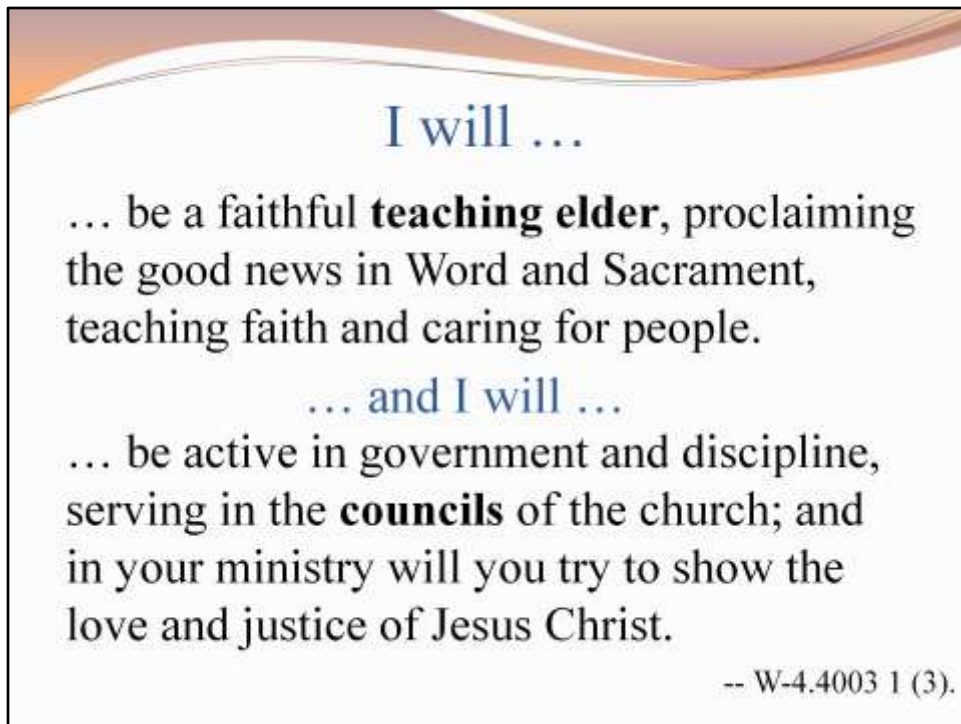 I will …
… be a faithful teaching elder, proclaiming
the good news in Word and Sacrament,
teaching faith and caring for people.
… and I will …
… be active in government and discipline,
serving in the councils of the church; and
in your ministry will you try to show the
love and justice of Jesus Christ.
-- W-4.4003 1 (3).